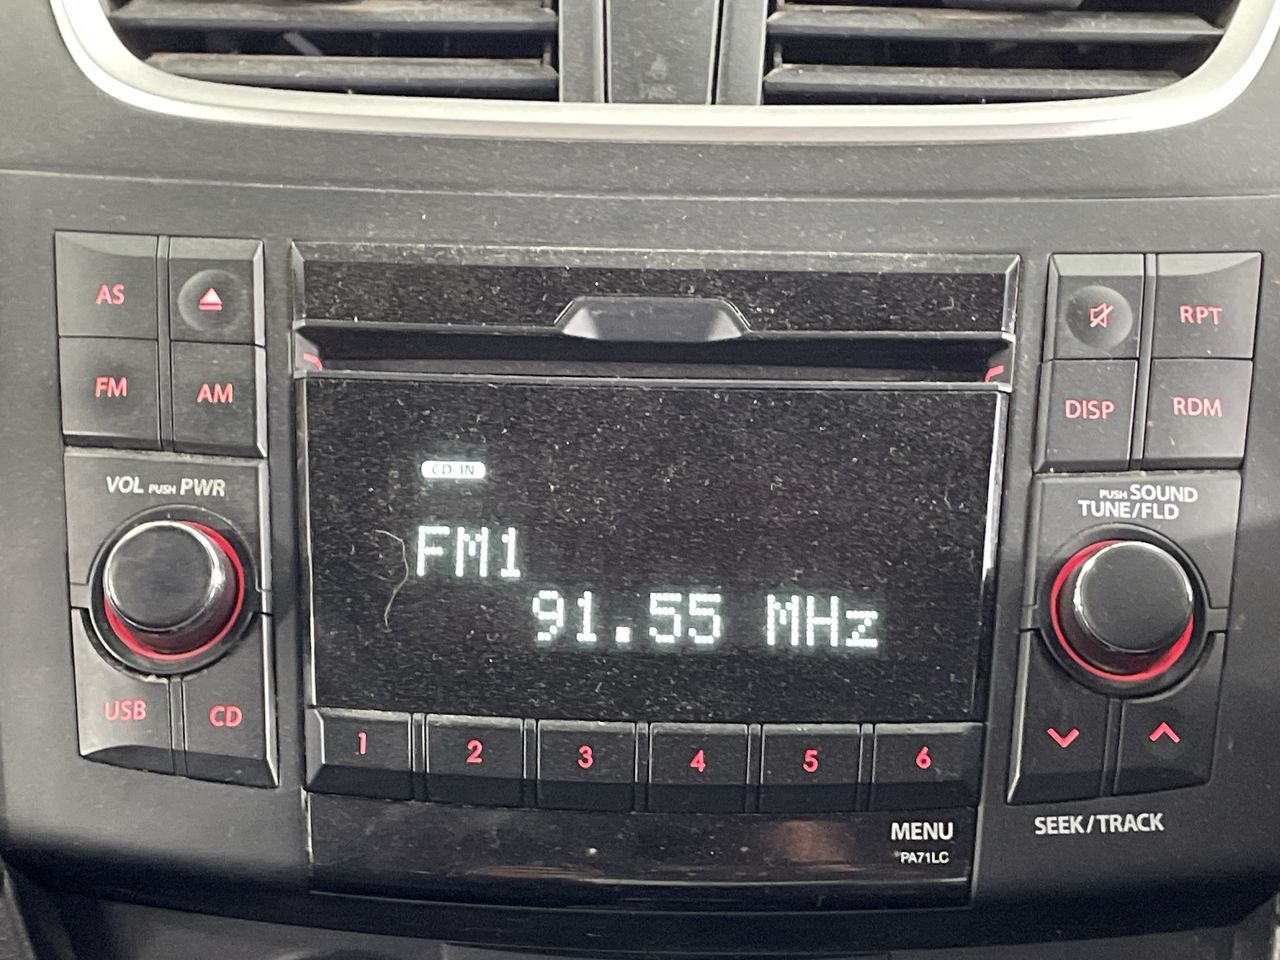 PASS
AS
FM
AM
RPT
DISP
RDM
CD IN
FM1
91.55 MHz
VOL PUSH PWR
PUSH SOUND
TUNE/FLD
USB
CD
1 2 3 4 5 6
MENU
PA71LC
SEEK/TRACK